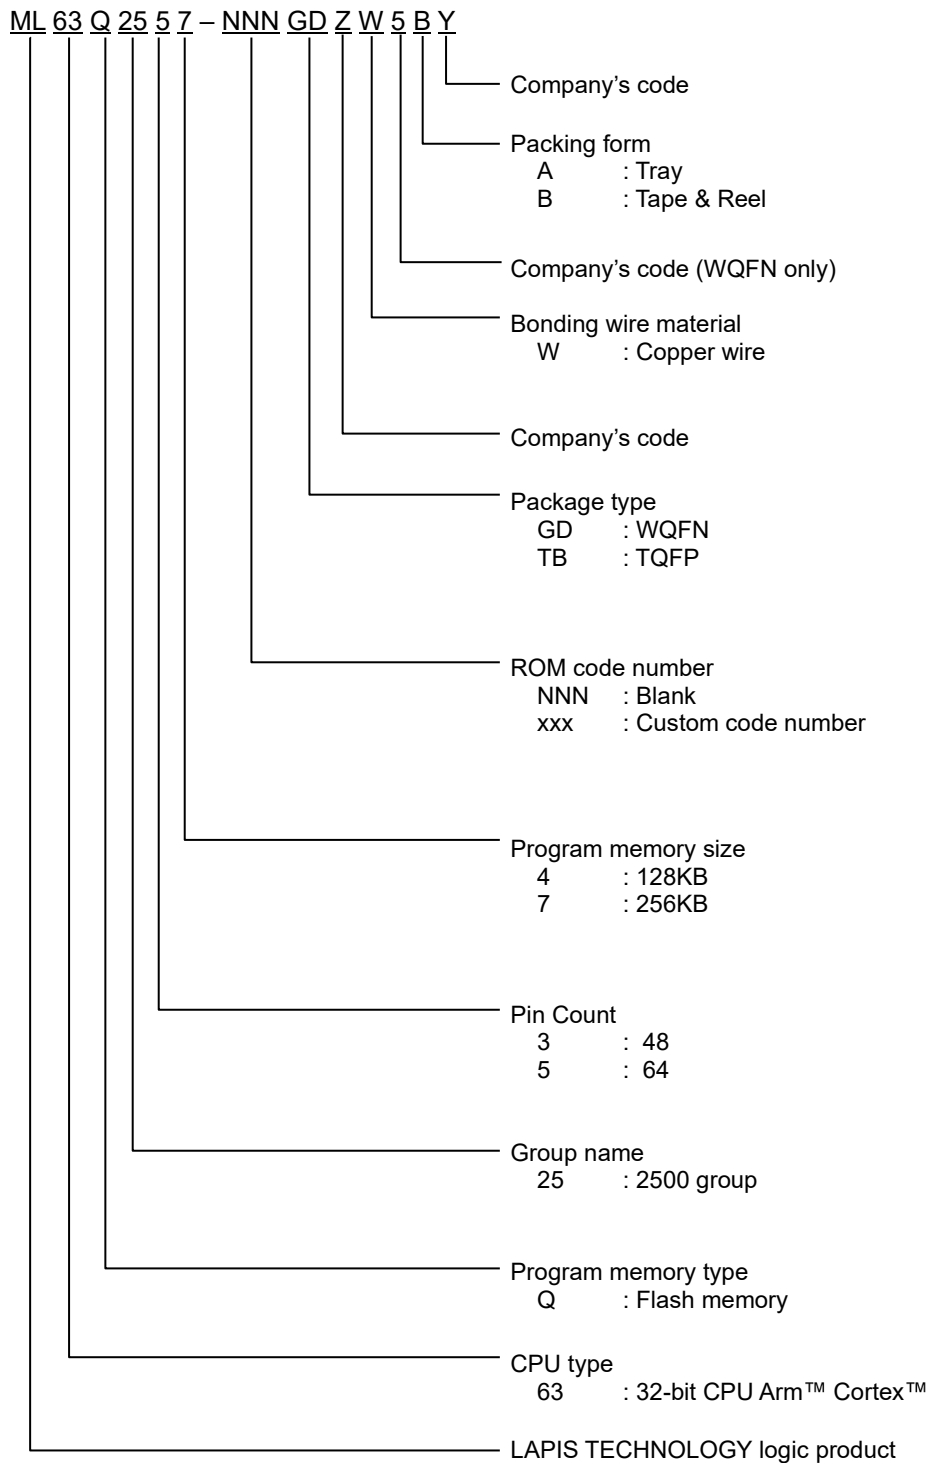 ML 63 Q 25 5 7 – NNN GD Z W 5 B Y
Company’s code
Packing form
A : Tray
B : Tape & Reel
Company’s code (WQFN only)
Bonding wire material
W : Copper wire
Company’s code
Package type
GD : WQFN
TB : TQFP
ROM code number
NNN : Blank
xxx : Custom code number
Program memory size
4 : 128KB
7 : 256KB
Pin Count
3 : 48
5 : 64
Group name
25 : 2500 group
Program memory type
Q : Flash memory
CPU type
63 : 32-bit CPU Arm™ Cortex™
LAPIS TECHNOLOGY logic product